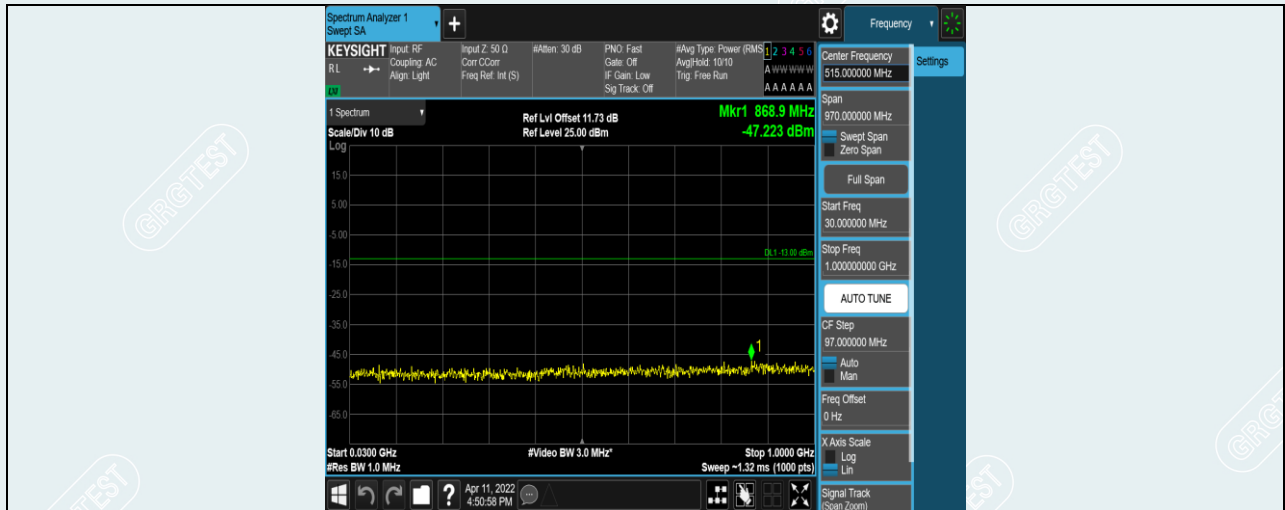 Spectrum Analyzer 1
Swept SA
Frequency
KEYSIGHT
RL
LXI
Input: RF
Coupling: AC
Align: Light
Input Z: 50 Ω
Corr CCorr
Freq Ref: Int (S)
#Atten: 30 dB
PNO: Fast
Gate: Off
IF Gain: Low
Sig Track: Off
#Avg Type: Power (RMS
Avg|Hold: 10/10
Trig: Free Run
1 2 3 4 5 6
A W W W W W
A A A A A A
1 Spectrum
Scale/Div 10 dB
Log
Ref Lvl Offset 11.73 dB
Ref Level 25.00 dBm
Mkr1 868.9 MHz
-47.223 dBm
15.0
5.00
-5.00
-15.0
-25.0
-35.0
-45.0
-55.0
-65.0
DL1 -13.00 dBm
1
Start 0.0300 GHz
#Res BW 1.0 MHz
#Video BW 3.0 MHz*
Stop 1.0000 GHz
Sweep ~1.32 ms (1000 pts)
?
Apr 11, 2022
4:50:58 PM
Center Frequency
515.000000 MHz
Settings
Span
970.000000 MHz
Swept Span
Zero Span
Full Span
Start Freq
30.000000 MHz
Stop Freq
1.000000000 GHz
AUTO TUNE
CF Step
97.000000 MHz
Auto
Man
Freq Offset
0 Hz
X Axis Scale
Log
Lin
Signal Track
(Span Zoom)
GRGTEST
GRGTEST
GRGTEST
GRGTEST
GRGTEST